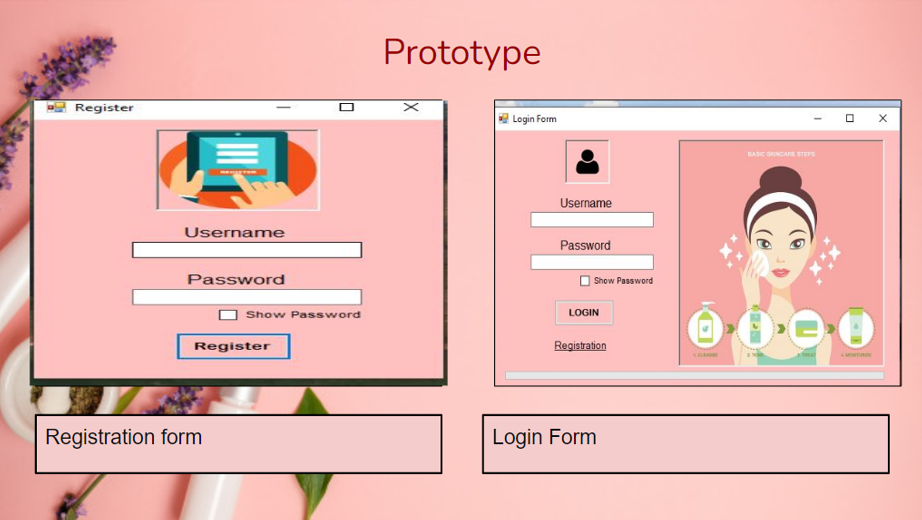 Prototype
Register
Username
Password
Show Password
Register
Registration form
Login Form
BASIC SKINCARE STEPS
Username
Password
Show Password
LOGIN
Registration
1. CLEANSE
2. TONE
3. TREAT
4. MOISTURISE
Login Form